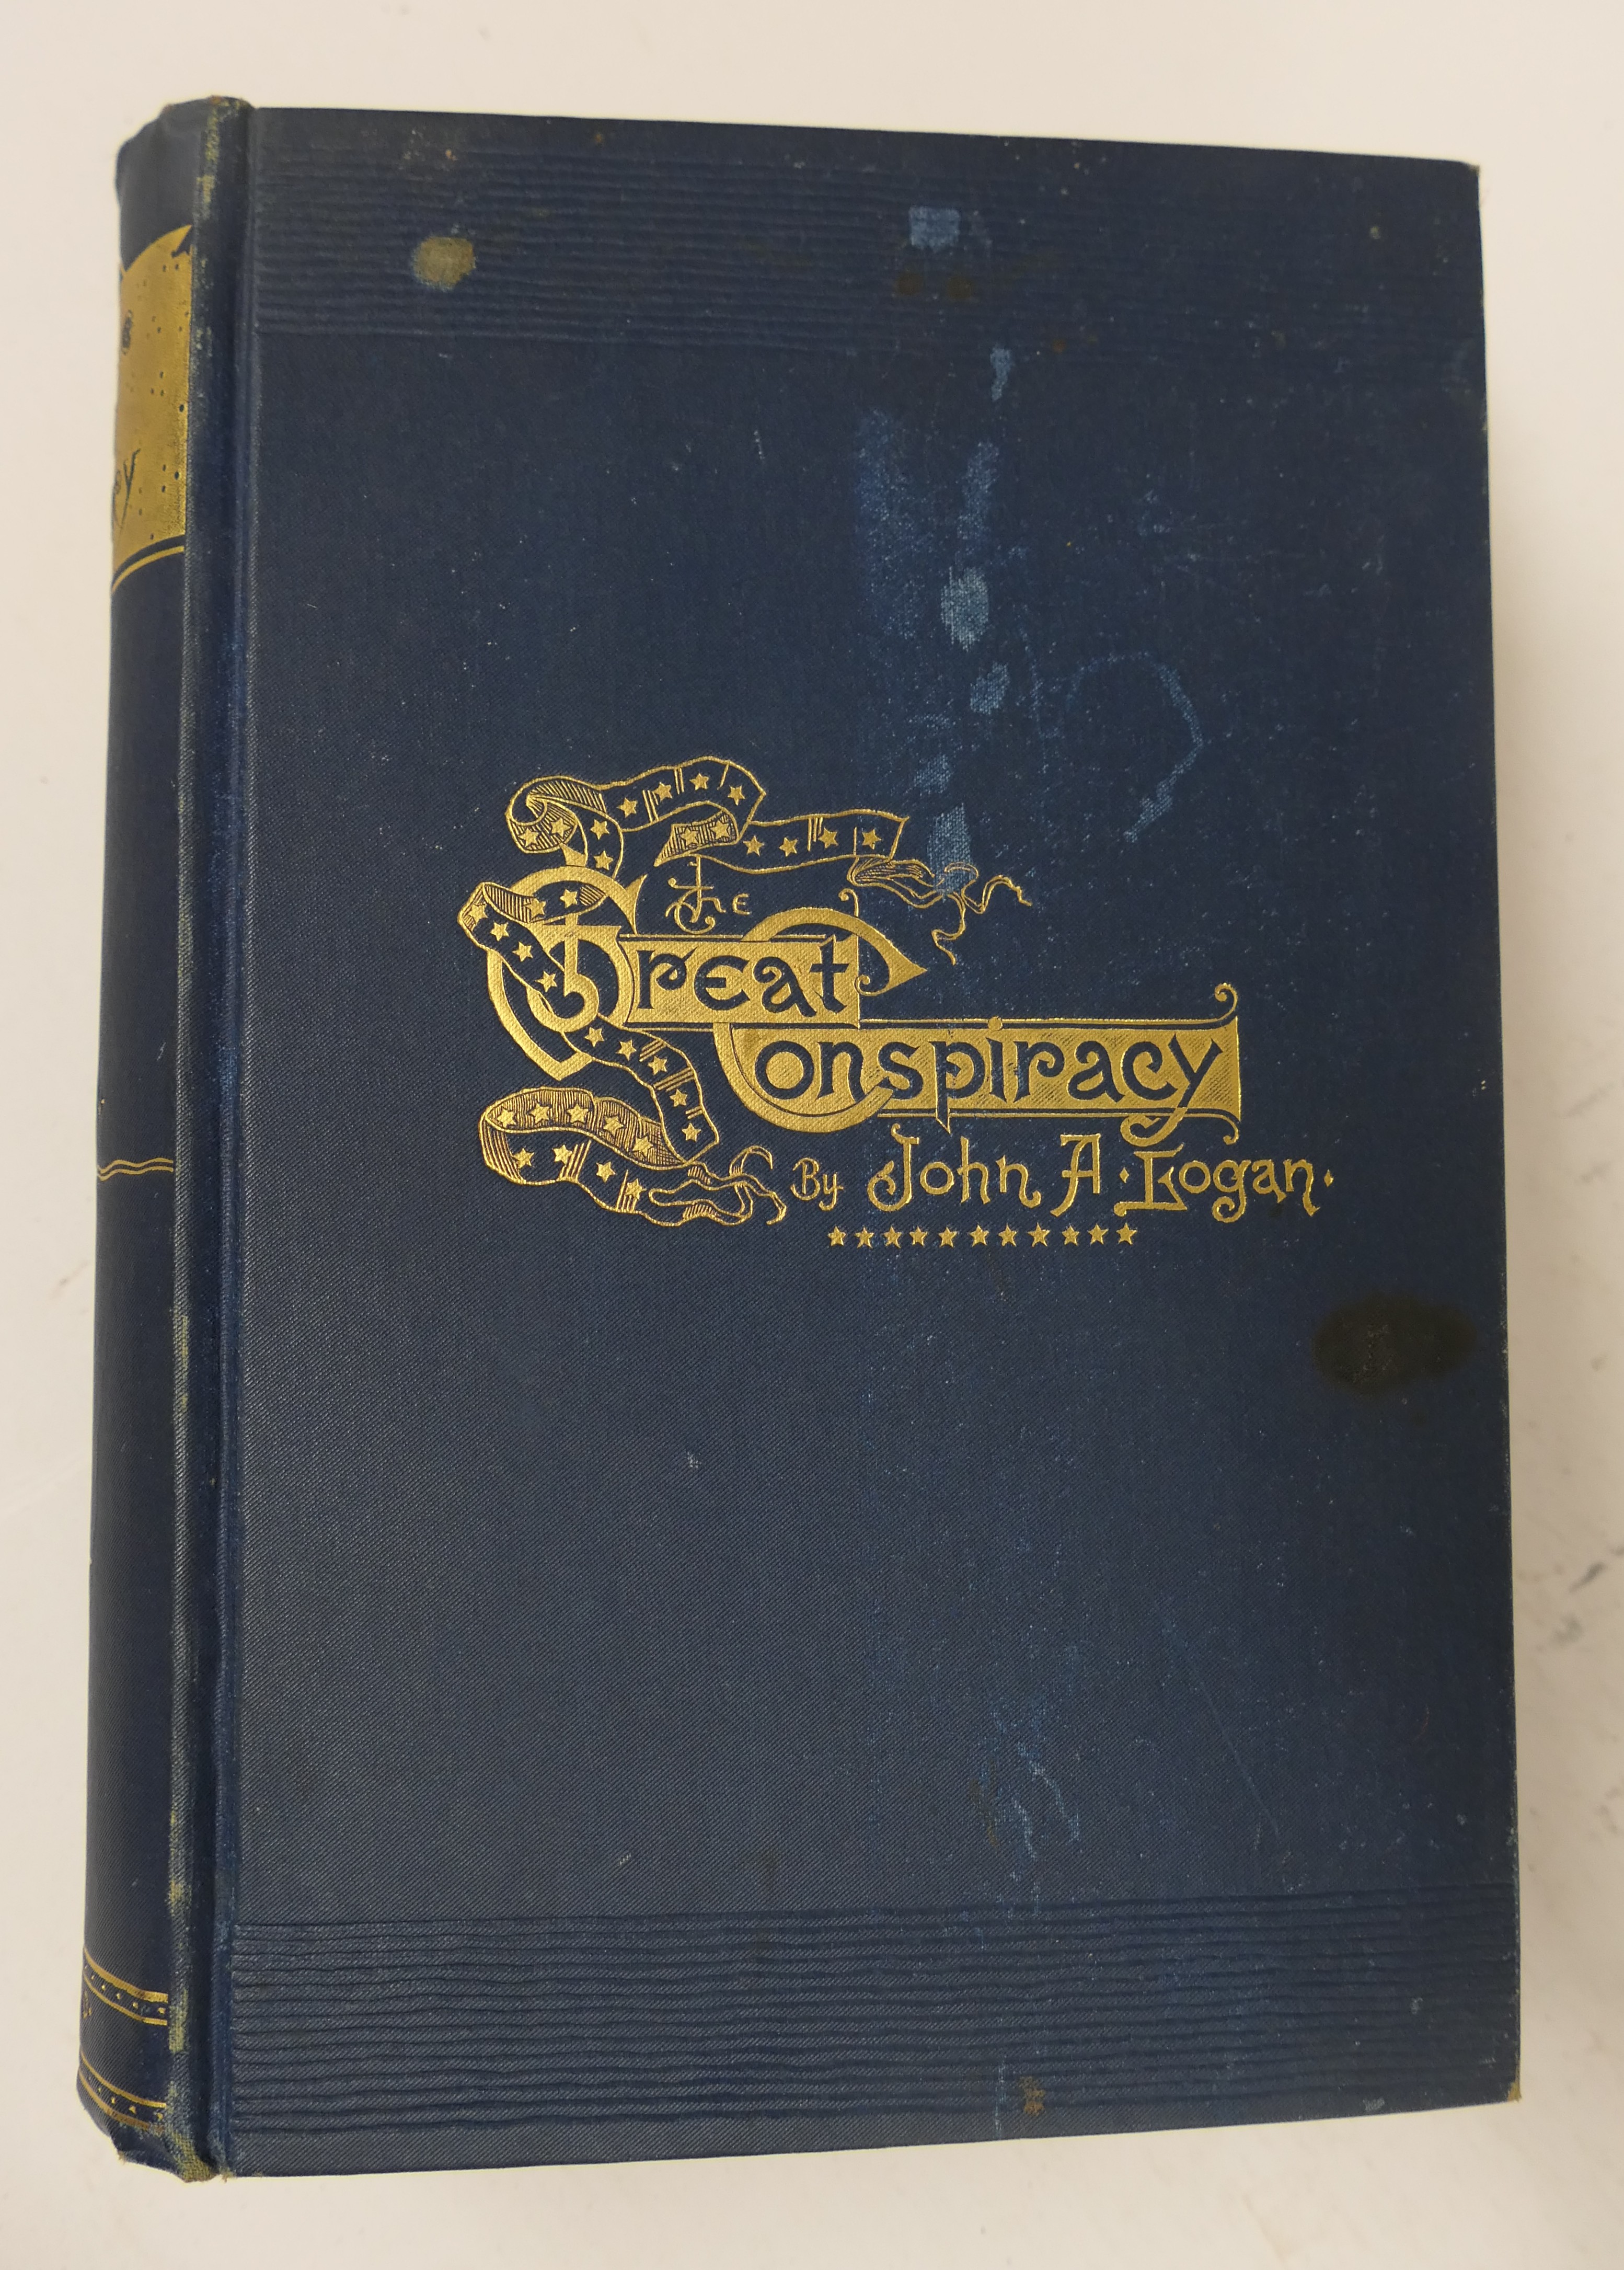 The
Great
Conspiracy
By John A. Logan.